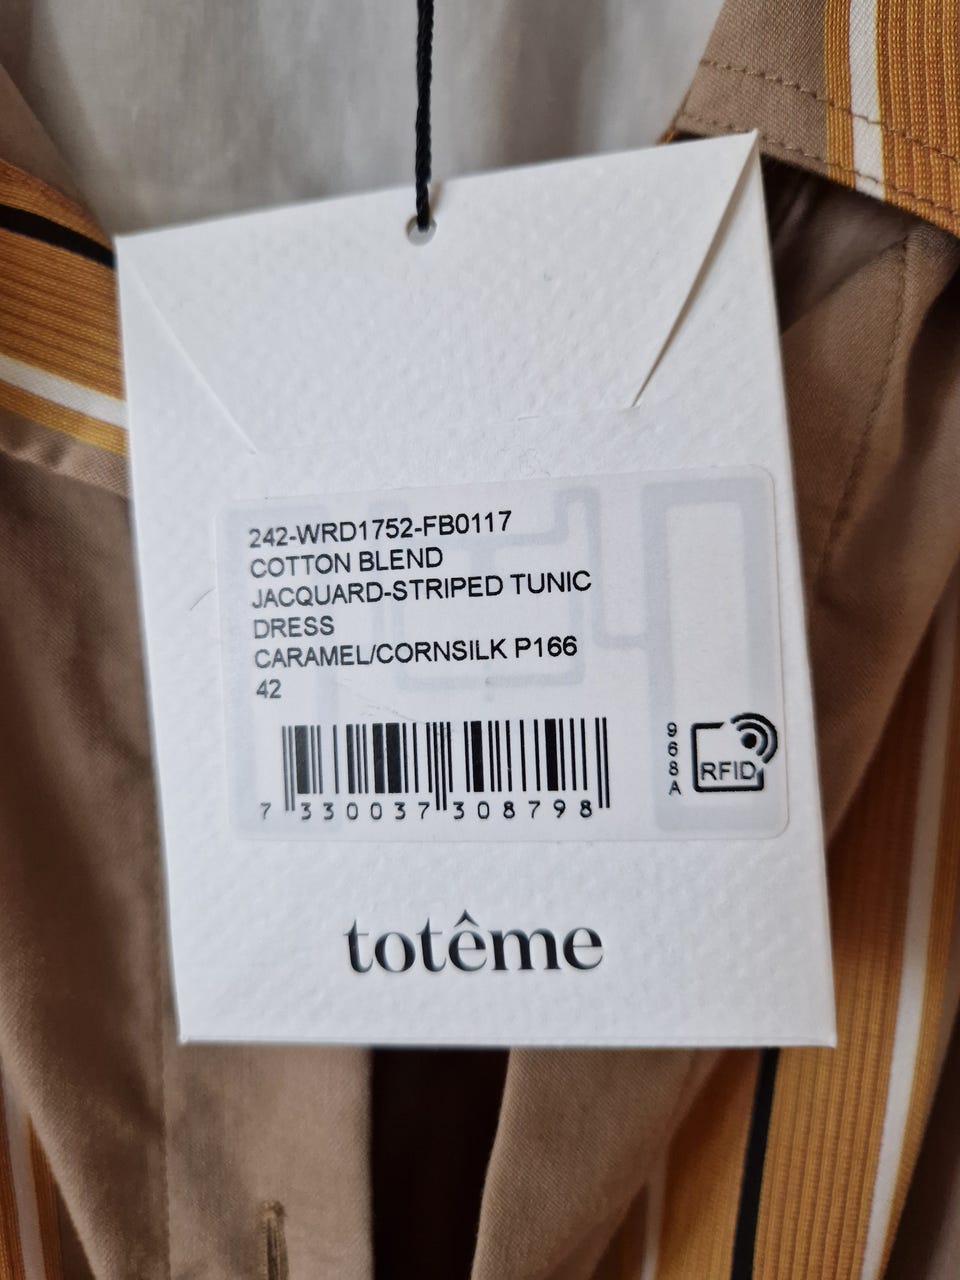 242-WRD1752-FB0117
COTTON BLEND
JACQUARD-STRIPED TUNIC
DRESS
CARAMEL/CORNSILK P166
42
7 330037 308798
968A
RFID
totême